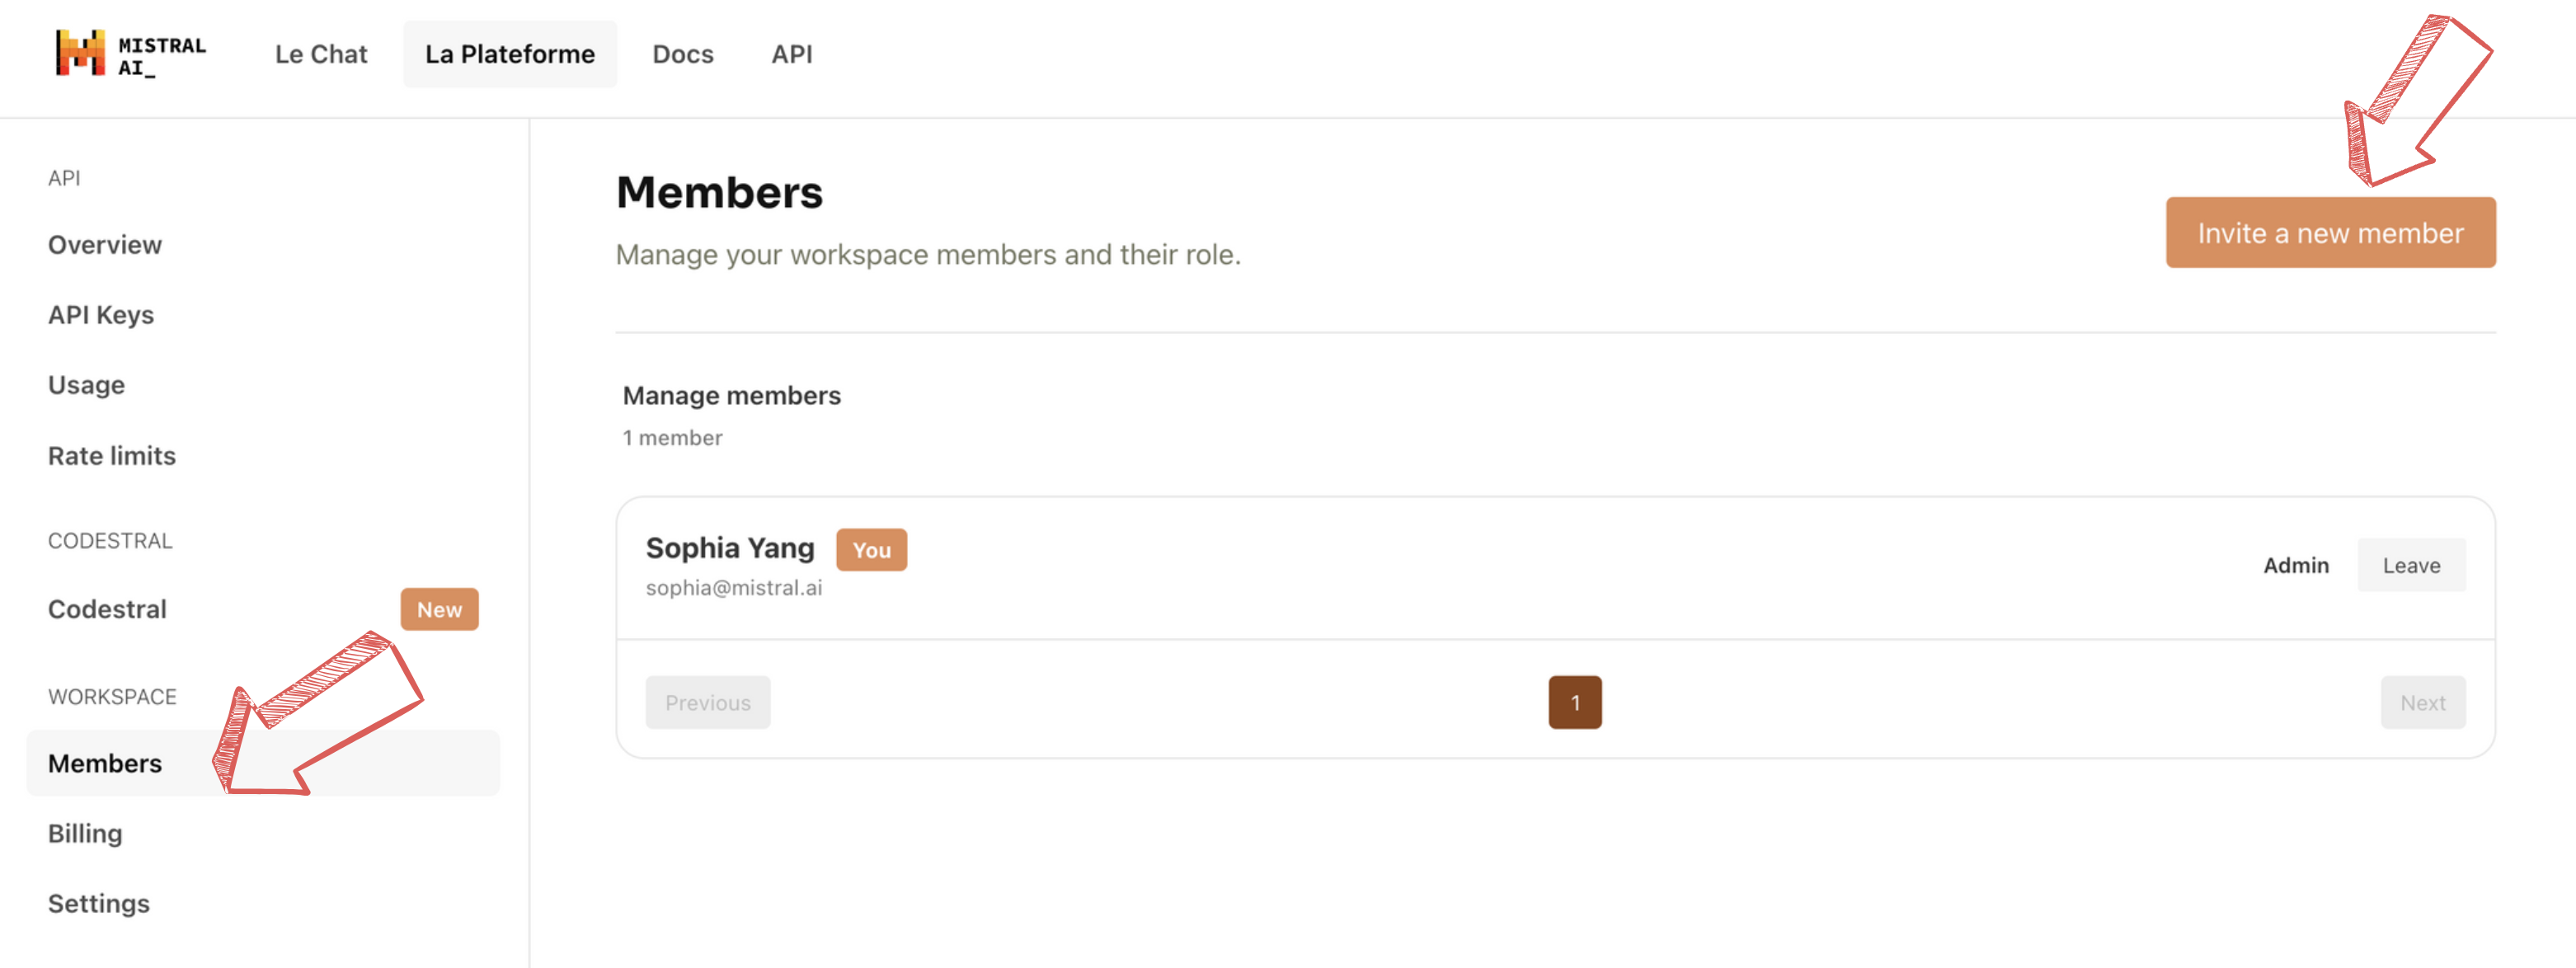 MISTRAL
AI_
Le Chat
La Plateforme
Docs
API
API
Overview
API Keys
Usage
Rate limits
CODESTRAL
Codestral
New
WORKSPACE
Members
Billing
Settings
Members
Manage your workspace members and their role.
Invite a new member
Manage members
1 member
Sophia Yang
You
sophia@mistral.ai
Admin
Leave
Previous
1
Next